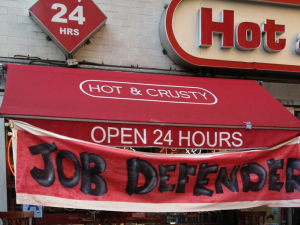 24
HRS
Hot &
HOT & CRUSTY
OPEN 24 HOURS
JOB DEFENDER